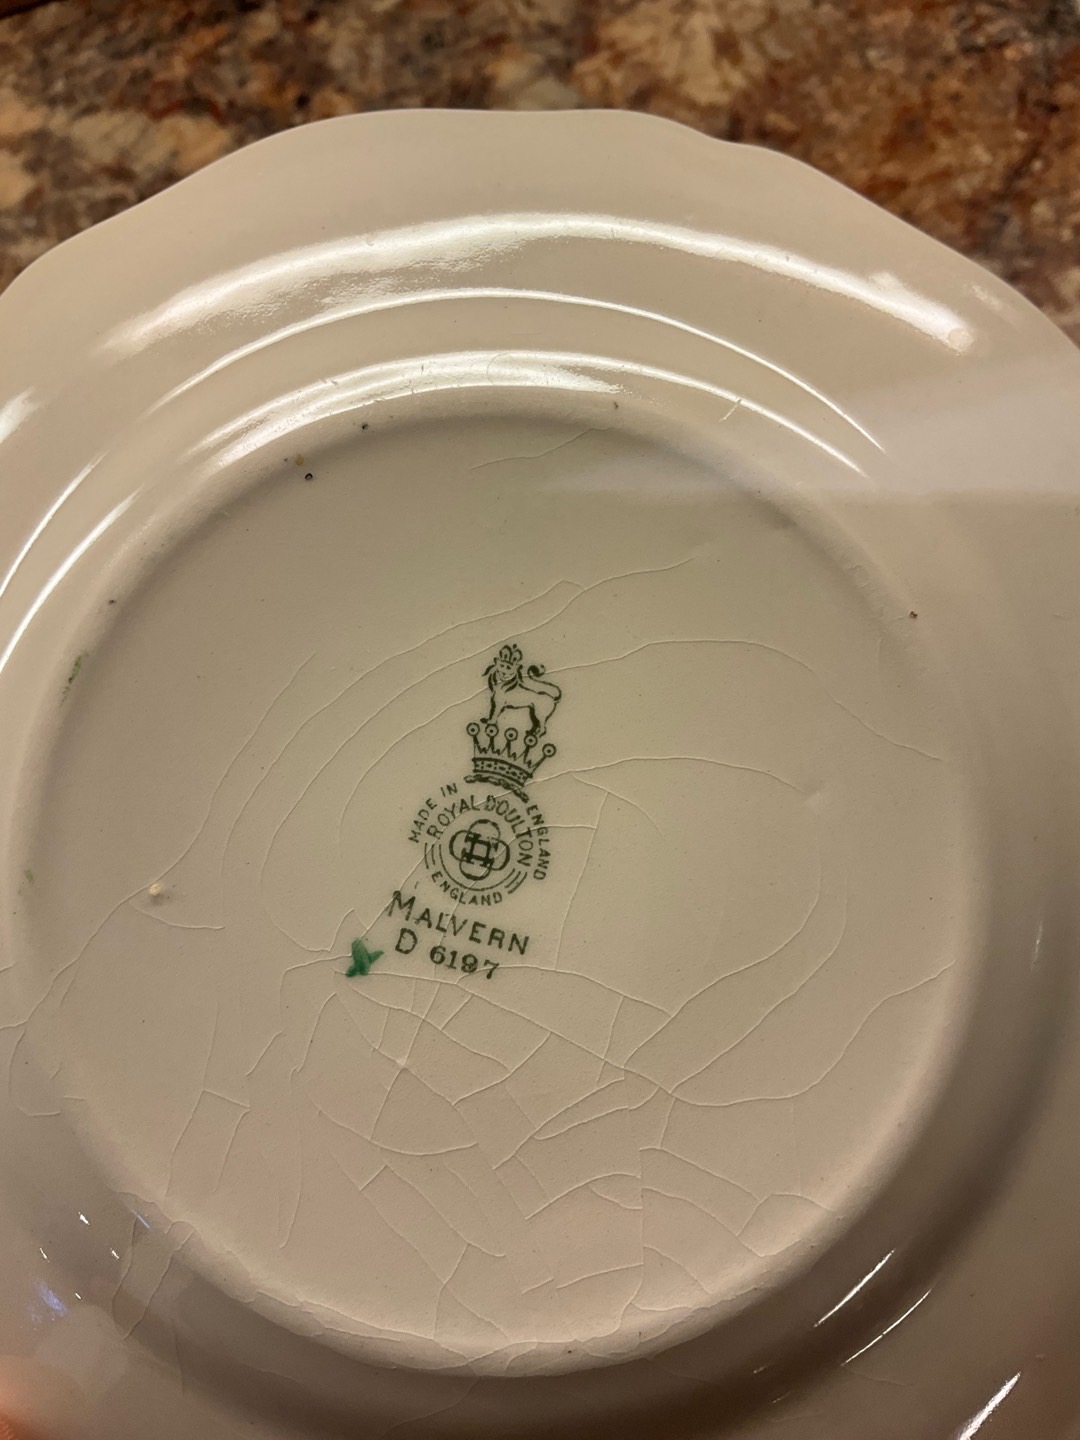 MADE IN ENGLAND
ROYAL DOULTON
ENGLAND
MALVERN
D 6197